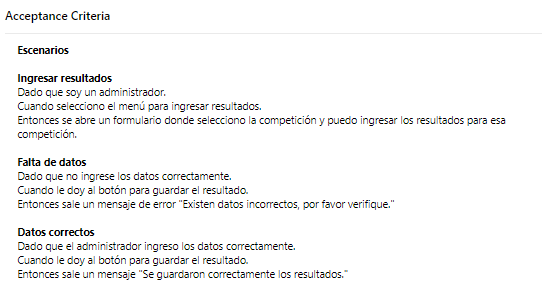 Acceptance Criteria
Escenarios
Ingresar resultados
Dado que soy un administrador.
Cuando selecciono el menú para ingresar resultados.
Entonces se abre un formulario donde selecciono la competición y puedo ingresar los resultados para esa
competición.
Falta de datos
Dado que no ingrese los datos correctamente.
Cuando le doy al botón para guardar el resultado.
Entonces sale un mensaje de error "Existen datos incorrectos, por favor verifique."
Datos correctos
Dado que el administrador ingreso los datos correctamente.
Cuando le doy al botón para guardar el resultado.
Entonces sale un mensaje "Se guardaron correctamente los resultados."